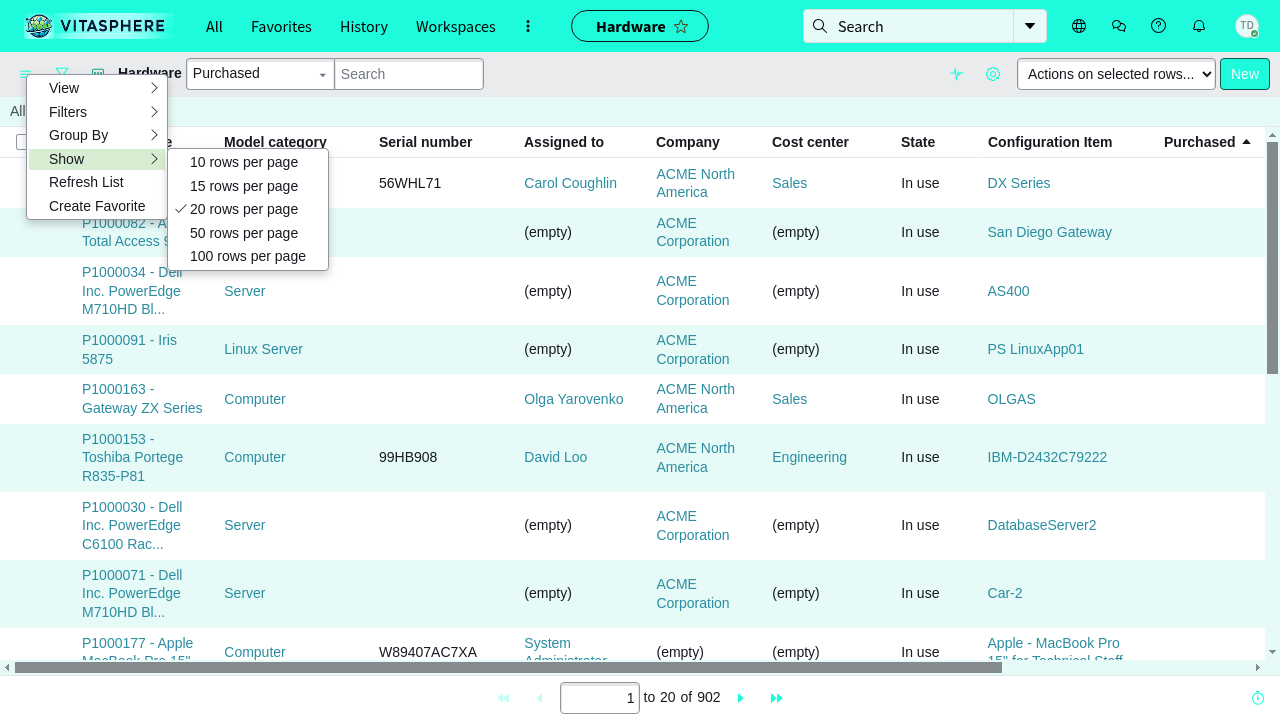 VITASPHERE All Favorites History Workspaces Hardware Search TD
Hardware Purchased Search Actions on selected rows... New
All
View
Filters
Group By
Show
Refresh List
Create Favorite
10 rows per page
15 rows per page
20 rows per page
50 rows per page
100 rows per page
Model category Serial number Assigned to Company Cost center State Configuration Item Purchased
56WHL71 Carol Coughlin ACME North America Sales In use DX Series
P1000082 - A
Total Access 9 (empty) ACME Corporation (empty) In use San Diego Gateway
P1000034 - Dell
Inc. PowerEdge
M710HD Bl... Server (empty) ACME Corporation (empty) In use AS400
P1000091 - Iris
5875 Linux Server (empty) ACME Corporation (empty) In use PS LinuxApp01
P1000163 -
Gateway ZX Series Computer Olga Yarovenko ACME North America Sales In use OLGAS
P1000153 -
Toshiba Portege
R835-P81 Computer 99HB908 David Loo ACME North America Engineering In use IBM-D2432C79222
P1000030 - Dell
Inc. PowerEdge
C6100 Rac... Server (empty) ACME Corporation (empty) In use DatabaseServer2
P1000071 - Dell
Inc. PowerEdge
M710HD Bl... Server (empty) ACME Corporation (empty) In use Car-2
P1000177 - Apple
MacBook Pro 15" Computer W89407AC7XA System Administrator (empty) (empty) In use Apple - MacBook Pro 15" for Technical Staff
1 to 20 of 902